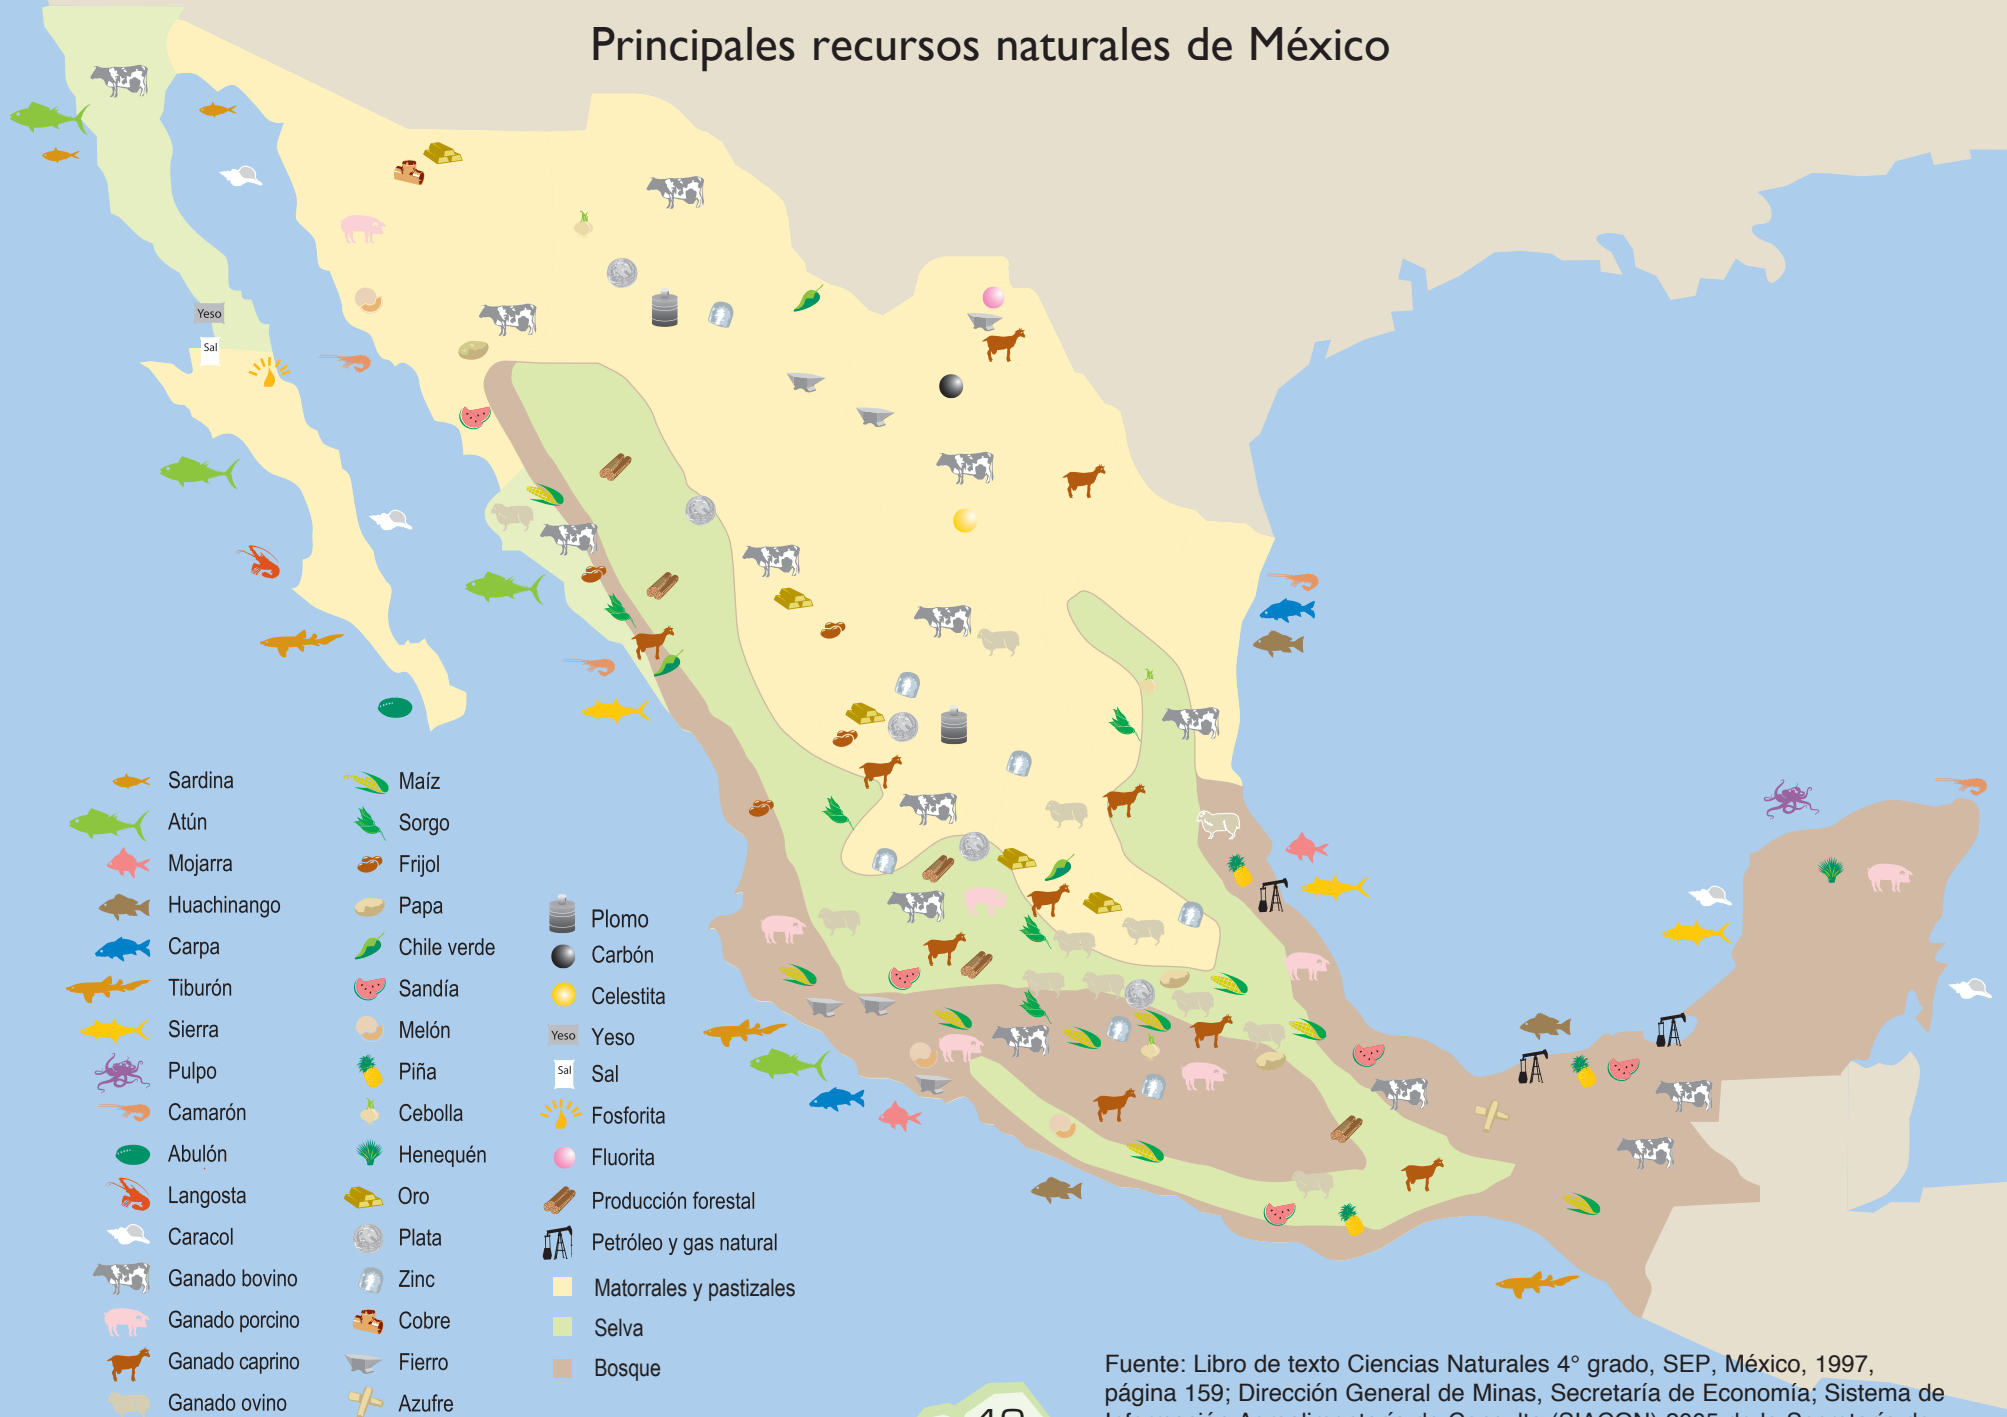 Principales recursos naturales de México
Yeso
Sal
Sardina
Atún
Mojarra
Huachinango
Carpa
Tiburón
Sierra
Pulpo
Camarón
Abulón
Langosta
Caracol
Ganado bovino
Ganado porcino
Ganado caprino
Ganado ovino
Maíz
Sorgo
Frijol
Papa
Chile verde
Sandía
Melón
Piña
Cebolla
Henequén
Oro
Plata
Zinc
Cobre
Fierro
Azufre
Plomo
Carbón
Celestita
Yeso Yeso
Sal Sal
Fosforita
Fluorita
Producción forestal
Petróleo y gas natural
Matorrales y pastizales
Selva
Bosque
Fuente: Libro de texto Ciencias Naturales 4° grado, SEP, México, 1997,
página 159; Dirección General de Minas, Secretaría de Economía; Sistema de